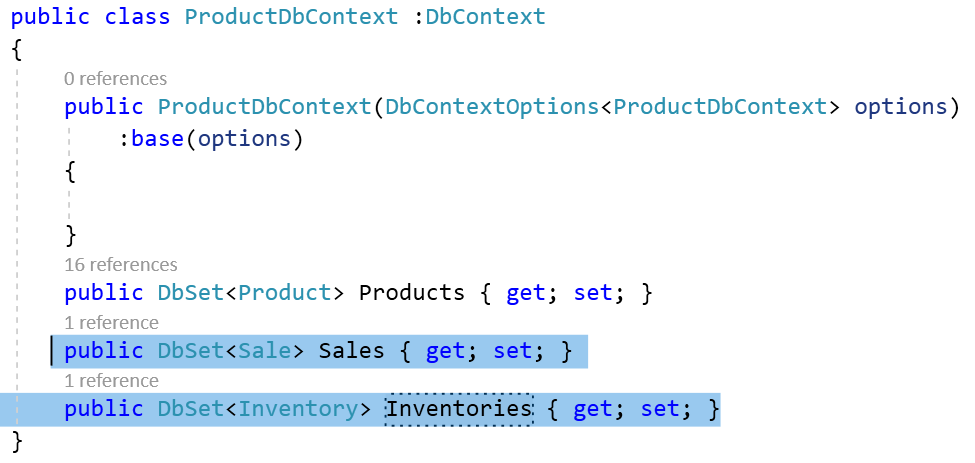 public class ProductDbContext :DbContext
{
0 references
public ProductDbContext(DbContextOptions<ProductDbContext> options)
:base(options)
{
}
16 references
public DbSet<Product> Products { get; set; }
1 reference
public DbSet<Sale> Sales { get; set; }
1 reference
public DbSet<Inventory> Inventories { get; set; }
}